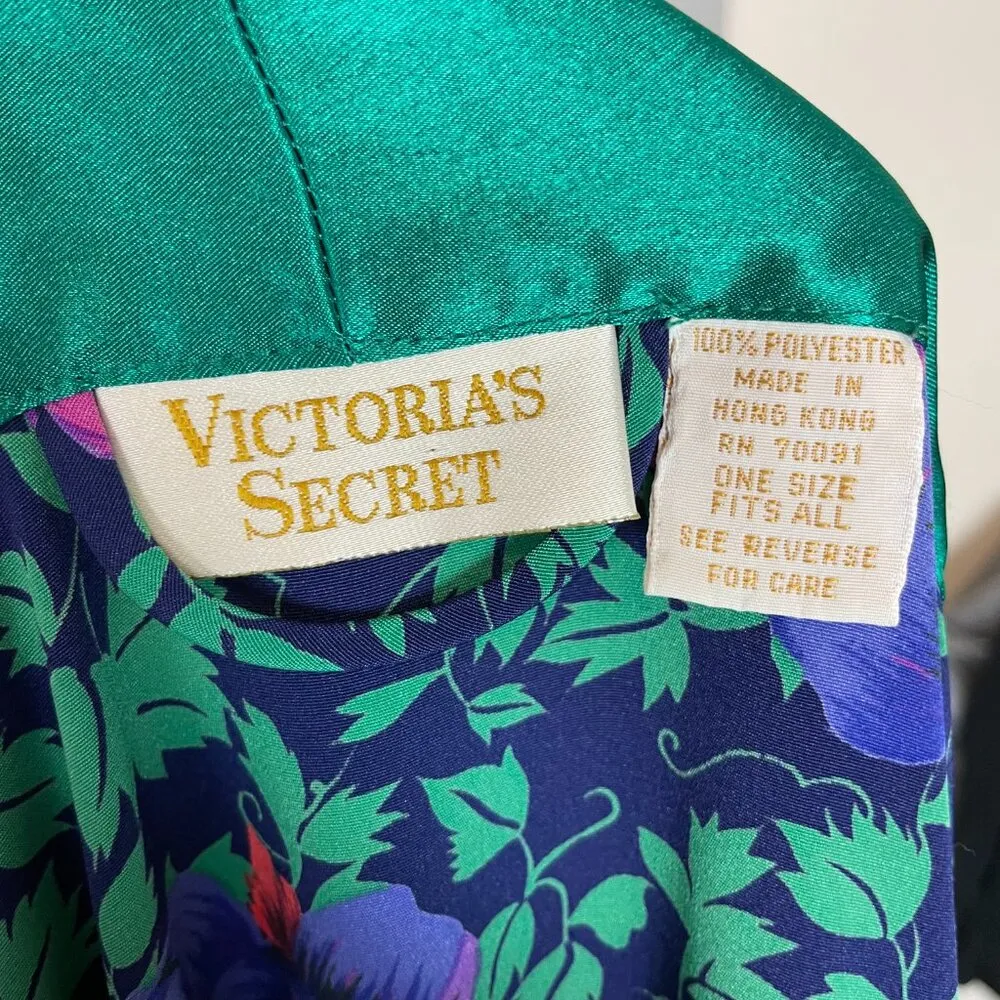 VICTORIA'S
SECRET
100% POLYESTER
MADE IN
HONG KONG
RN 70091
ONE SIZE
FITS ALL
SEE REVERSE
FOR CARE